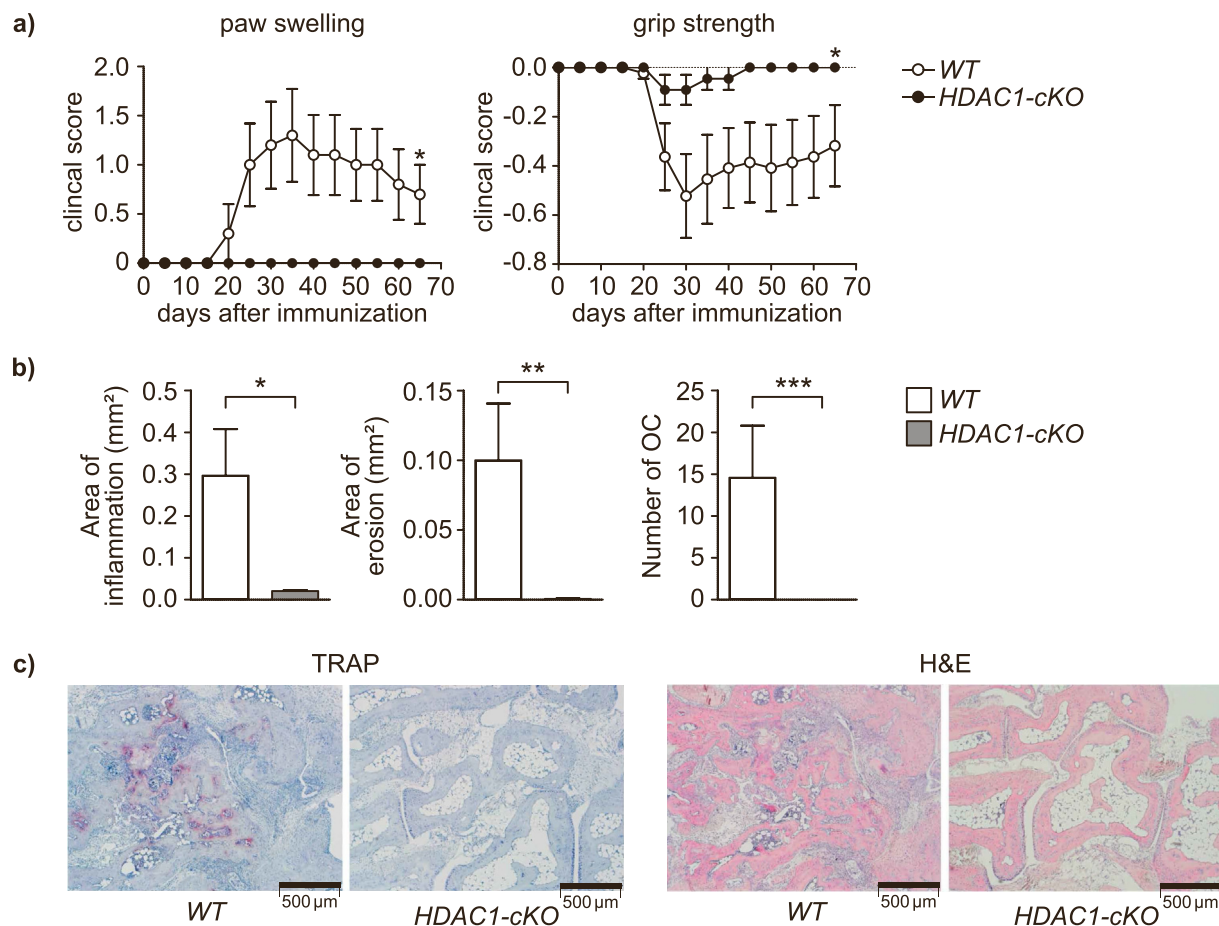 a)
paw swelling
grip strength
clincal score
2.0
1.5
1.0
0.5
0
0 10 20 30 40 50 60 70
days after immunization
*
clincal score
0.0
-0.2
-0.4
-0.6
-0.8
0 10 20 30 40 50 60 70
days after immunization
*
WT
HDAC1-cKO
b)
Area of
inflammation (mm²)
0.5
0.4
0.3
0.2
0.1
0.0
*
Area of
erosion (mm²)
0.15
0.10
0.05
0.00
**
Number of OC
25
20
15
10
5
0
***
WT
HDAC1-cKO
c)
TRAP
H&E
500 µm
500 µm
500 µm
500 µm
WT
HDAC1-cKO
WT
HDAC1-cKO